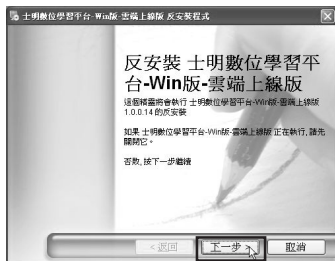 士明數位學習平台-Win版-雲端上線版 反安裝程式
反安裝 士明數位學習平
台-Win版-雲端上線版
這個精靈將會執行 士明數位學習平台-Win版-雲端上線版
1.0.0.14 的反安裝
如果 士明數位學習平台-Win版-雲端上線版 正在執行, 請先
關閉它。
否則, 按下一步繼續
< 返回
下一步 >
取消